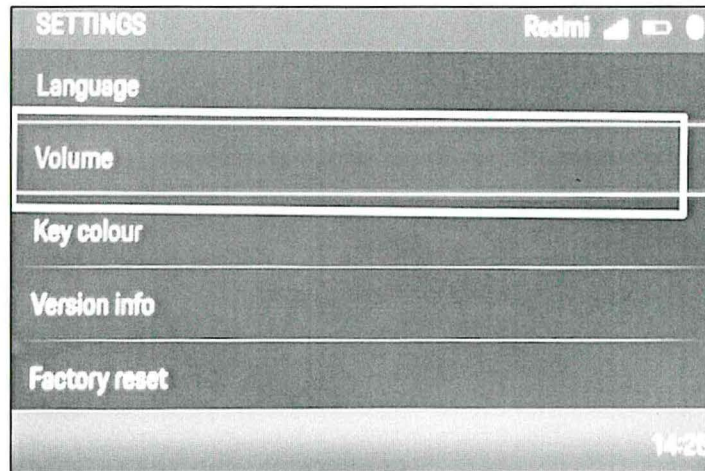 SETTINGS Redmi
Language
Volume
Key colour
Version info
Factory reset